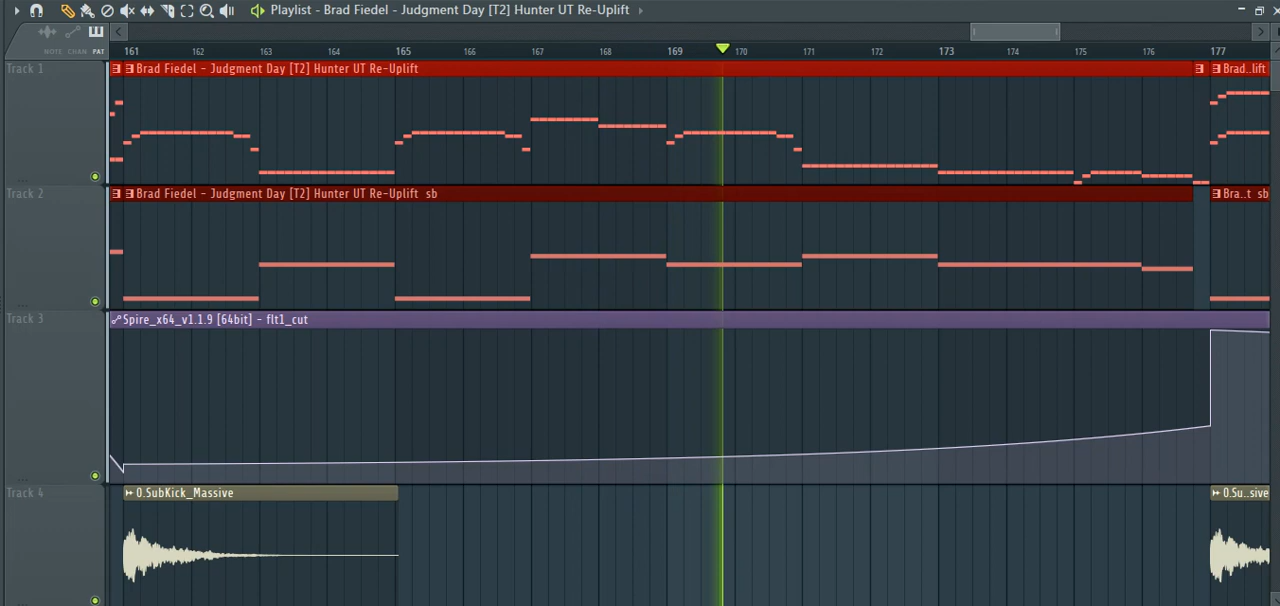 Playlist - Brad Fiedel - Judgment Day [T2] Hunter UT Re-Uplift
NOTE CHAN PAT
161 162 163 164 165 166 167 168 169 170 171 172 173 174 175 176 177
Track 1
Brad Fiedel - Judgment Day [T2] Hunter UT Re-Uplift
Brad..lift
Track 2
Brad Fiedel - Judgment Day [T2] Hunter UT Re-Uplift sb
Bra..t sb
Track 3
Spire_x64_v1.1.9 [64bit] - flt1_cut
Track 4
0.SubKick_Massive
0.Su..sive